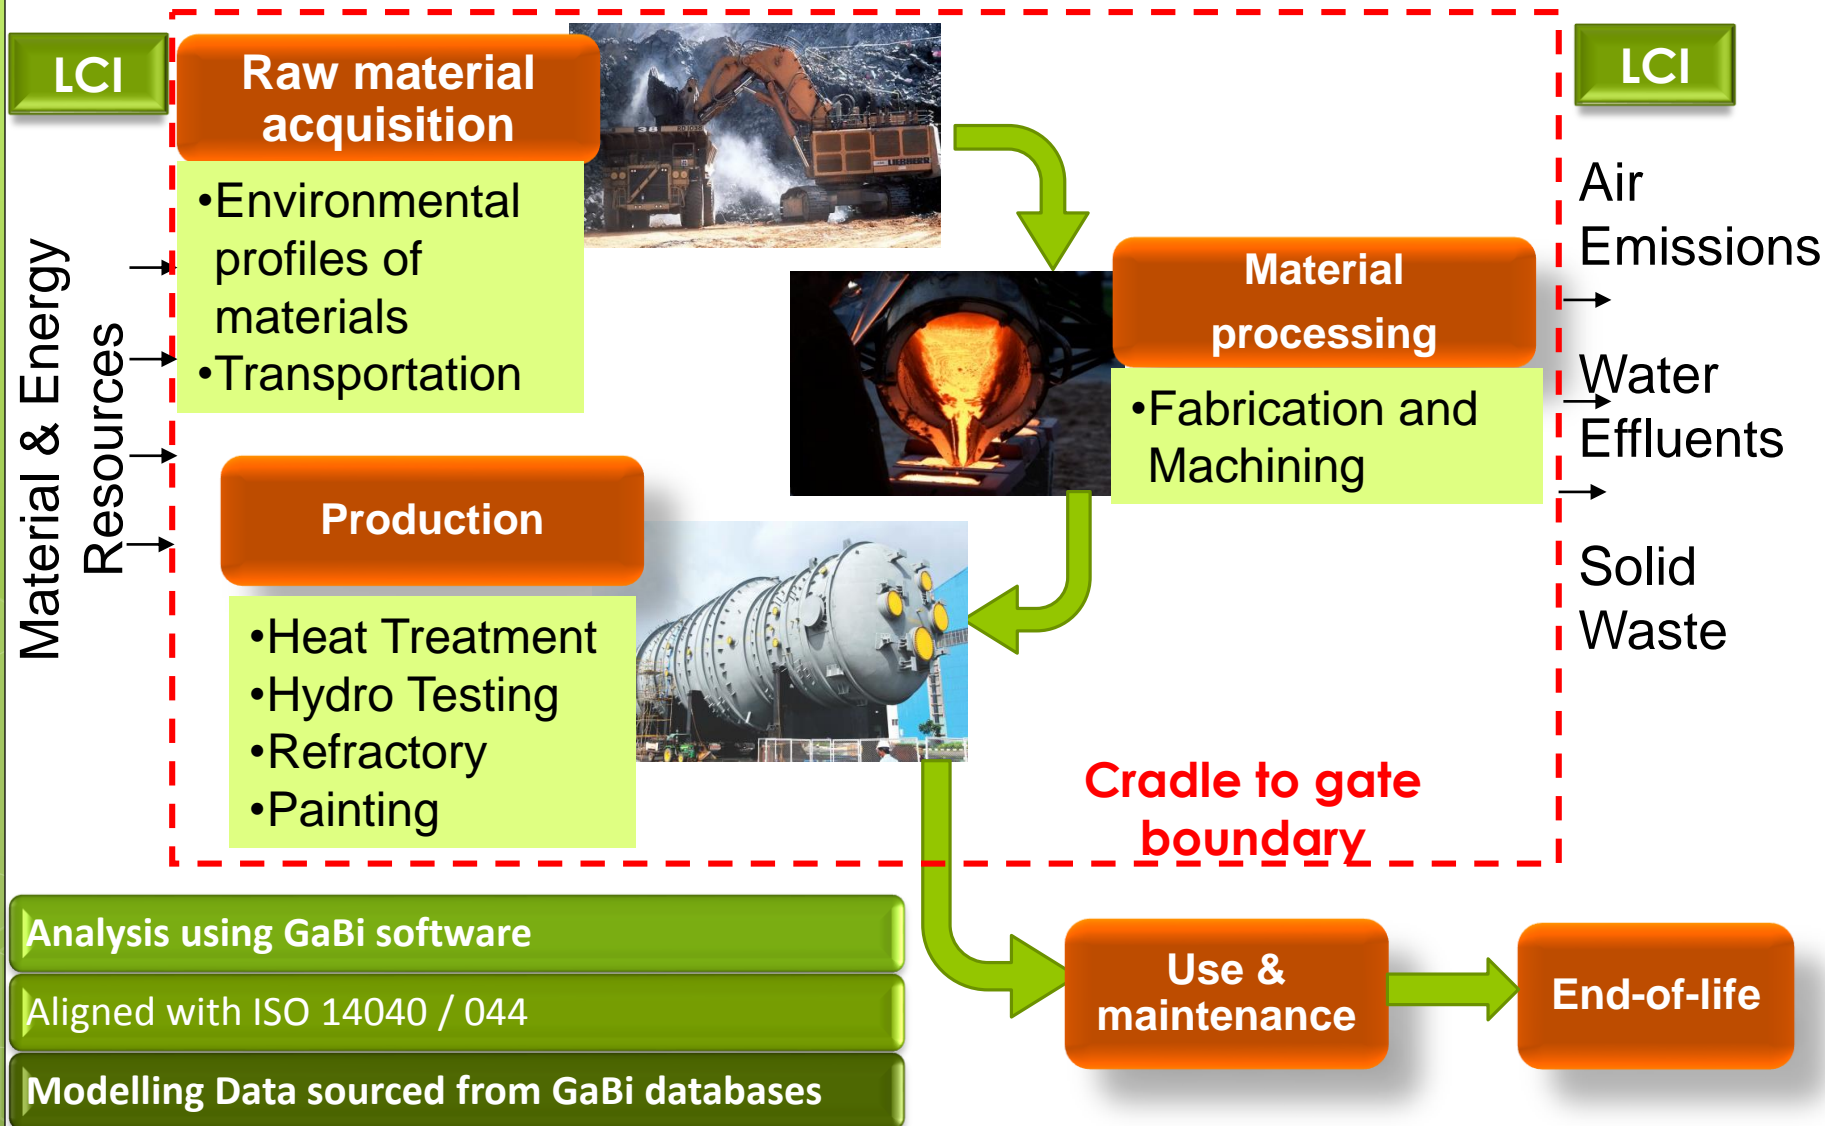 LCI
Raw material
acquisition
•Environmental
profiles of
materials
•Transportation
38
LIEBHERR
LCI
Material & Energy
Resources
Air
Emissions
Water
Effluents
Solid
Waste
Material
processing
•Fabrication and
Machining
Production
•Heat Treatment
•Hydro Testing
•Refractory
•Painting
Cradle to gate
boundary
Analysis using GaBi software
Aligned with ISO 14040 / 044
Modelling Data sourced from GaBi databases
Use &
maintenance
End-of-life